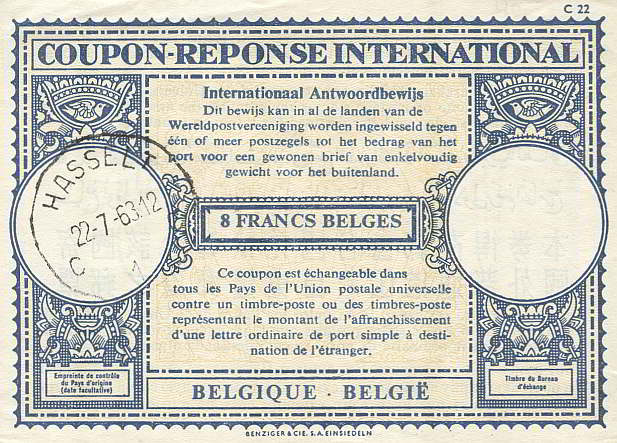 C 22
COUPON-REPONSE INTERNATIONAL
Internationaal Antwoordbewijs
Dit bewijs kan in al de landen van de
Wereldpostvereniging worden ingewisseld tegen
één of meer postzegels tot het bedrag van het
port voor een gewonen brief van enkelvoudig
gewicht voor het buitenland.
HASSELT
22-7-63.12
C 1
8 FRANCS BELGES
Ce coupon est échangeable dans
tous les Pays de l'Union postale universelle
contre un timbre-poste ou des timbres-poste
représentant le montant de l'affranchissement
d'une lettre ordinaire de port simple à desti-
nation de l'étranger.
Empreinte de contrôle
du Pays d'origine
(date facultative)
Timbre du Bureau
d'échange
BELGIQUE · BELGIË
BENZIGER & CIE. S.A. EINSIEDELN